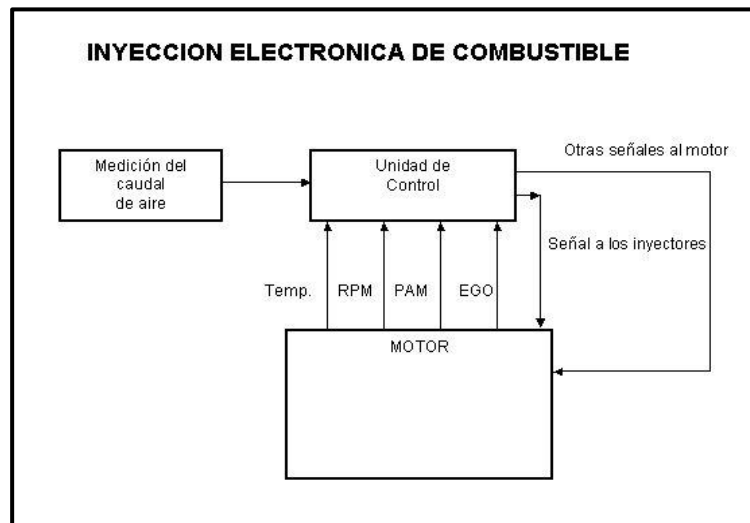 INYECCION ELECTRONICA DE COMBUSTIBLE
Medición del
caudal
de aire
Unidad de
Control
Otras señales al motor
Señal a los inyectores
Temp.
RPM
PAM
EGO
MOTOR